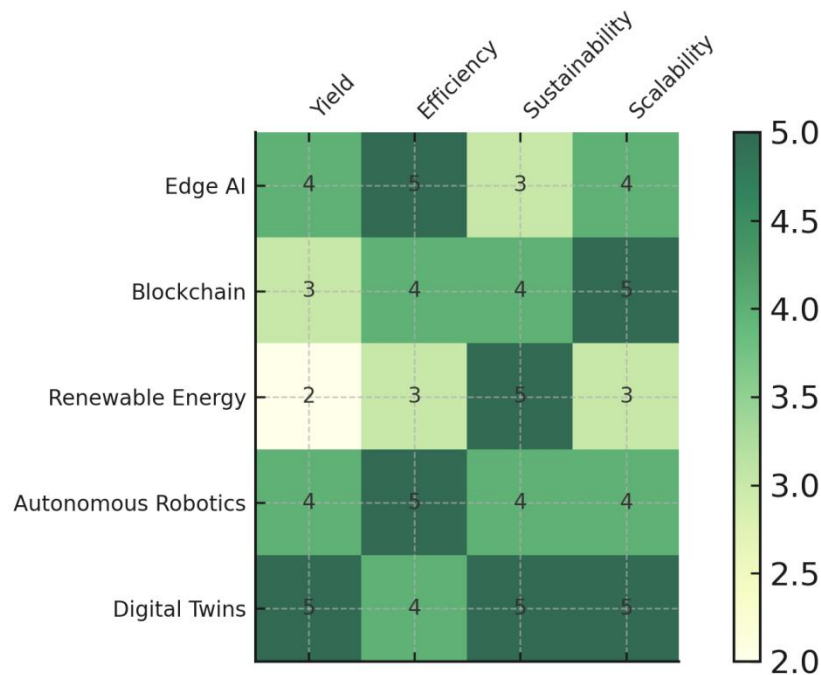 Yield Efficiency Sustainability Scalability
5.0
Edge AI 4 5 3 4
4.5
Blockchain 3 4 4 5
4.0
3.5
Renewable Energy 2 3 5 3
3.0
Autonomous Robotics 4 5 4 4
2.5
Digital Twins 5 4 5 5
2.0